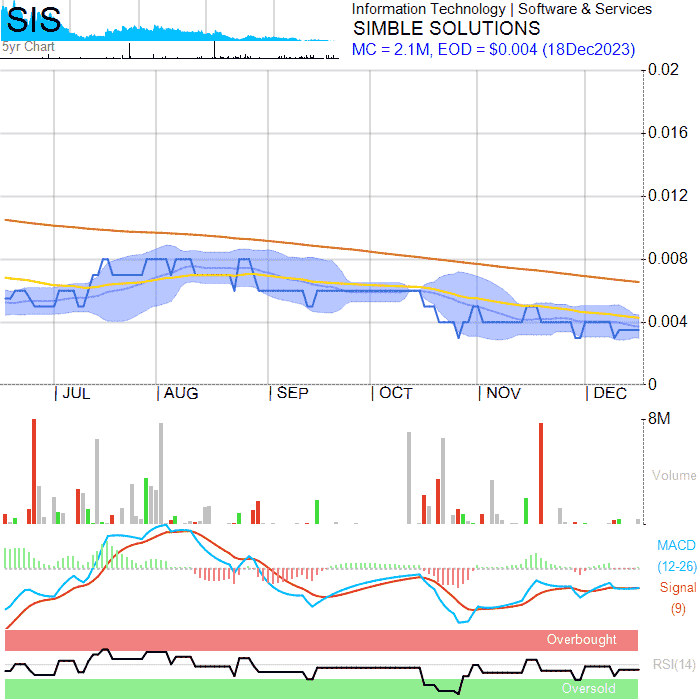 SIS
5yr Chart
Information Technology | Software & Services
SIMBLE SOLUTIONS
MC = 2.1M, EOD = $0.004 (18Dec2023)
0.02
0.016
0.012
0.008
0.004
0
JUL AUG SEP OCT NOV DEC
8M
Volume
MACD
(12-26)
Signal
(9)
Overbought
RSI(14)
Oversold